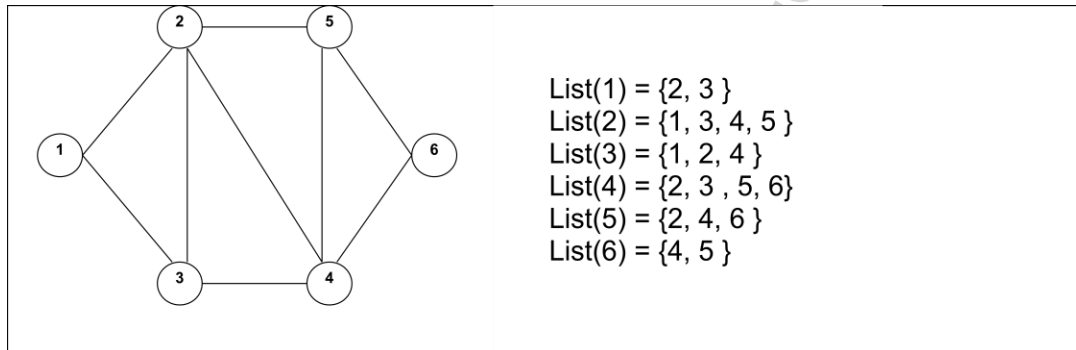 2
5
1
6
3
4
List(1) = {2, 3 }
List(2) = {1, 3, 4, 5 }
List(3) = {1, 2, 4 }
List(4) = {2, 3 , 5, 6}
List(5) = {2, 4, 6 }
List(6) = {4, 5 }